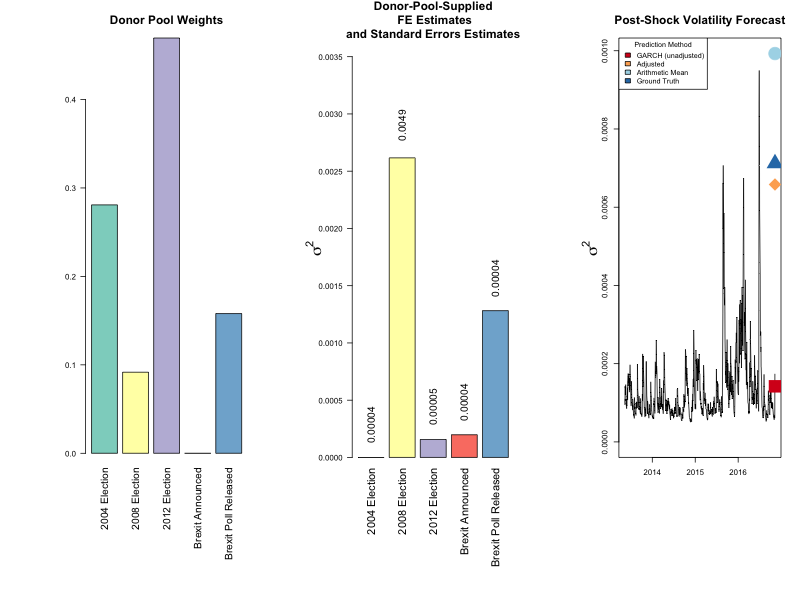 Donor Pool Weights
0.4
0.3
0.2
0.1
0.0
2004 Election
2008 Election
2012 Election
Brexit Announced
Brexit Poll Released
Donor-Pool-Supplied
FE Estimates
and Standard Errors Estimates
σ²
0.0035
0.0030
0.0025
0.0020
0.0015
0.0010
0.0005
0.0000
0.00004
0.0049
0.00005
0.00004
0.00004
2004 Election
2008 Election
2012 Election
Brexit Announced
Brexit Poll Released
Post-Shock Volatility Forecast
Prediction Method
GARCH (unadjusted)
Adjusted
Arithmetic Mean
Ground Truth
σ²
0.0010
0.0008
0.0006
0.0004
0.0002
0.0000
2014
2015
2016